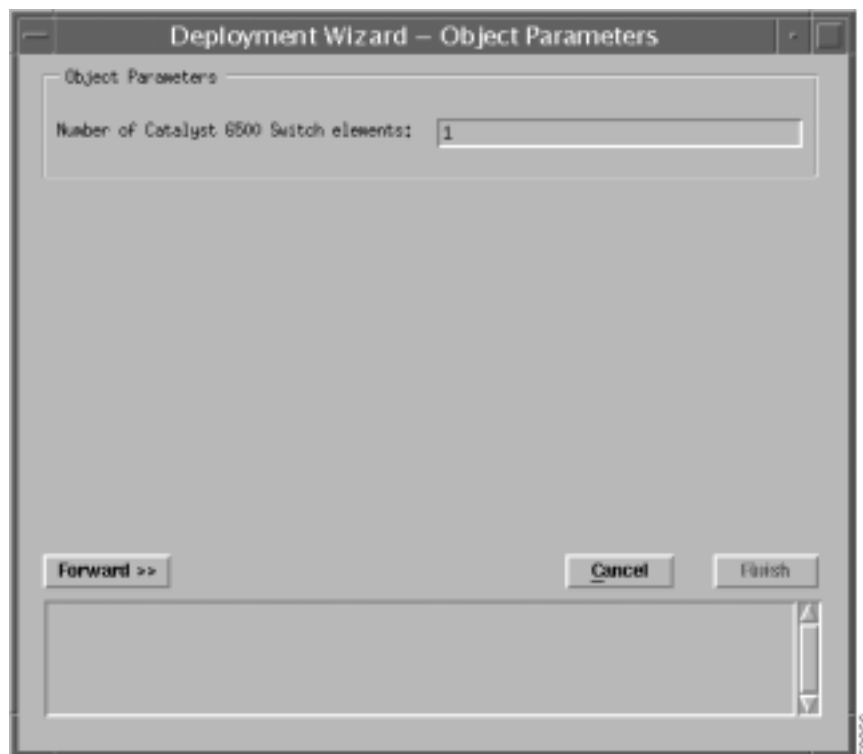 Deployment Wizard – Object Parameters
Object Parameters
Number of Catalyst 6500 Switch elements: 1
Forward >>
Cancel
Finish